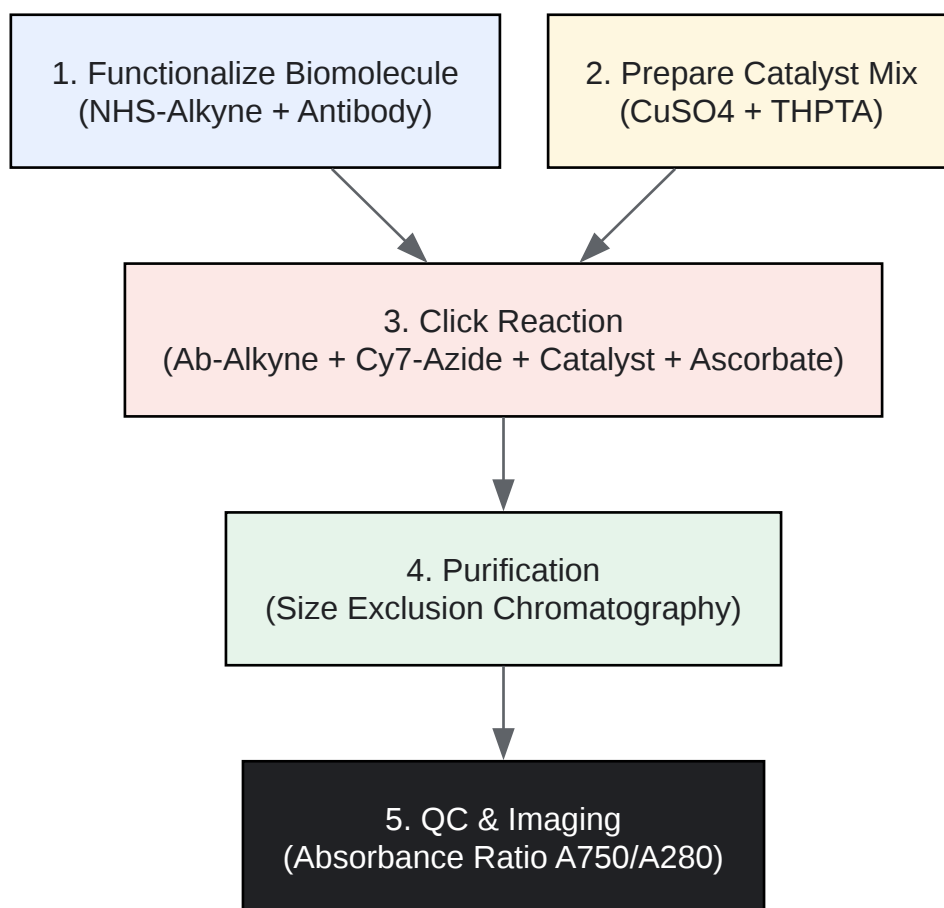 1. Functionalize Biomolecule
(NHS-Alkyne + Antibody)
2. Prepare Catalyst Mix
(CuSO4 + THPTA)
3. Click Reaction
(Ab-Alkyne + Cy7-Azide + Catalyst + Ascorbate)
4. Purification
(Size Exclusion Chromatography)
5. QC & Imaging
(Absorbance Ratio A750/A280)